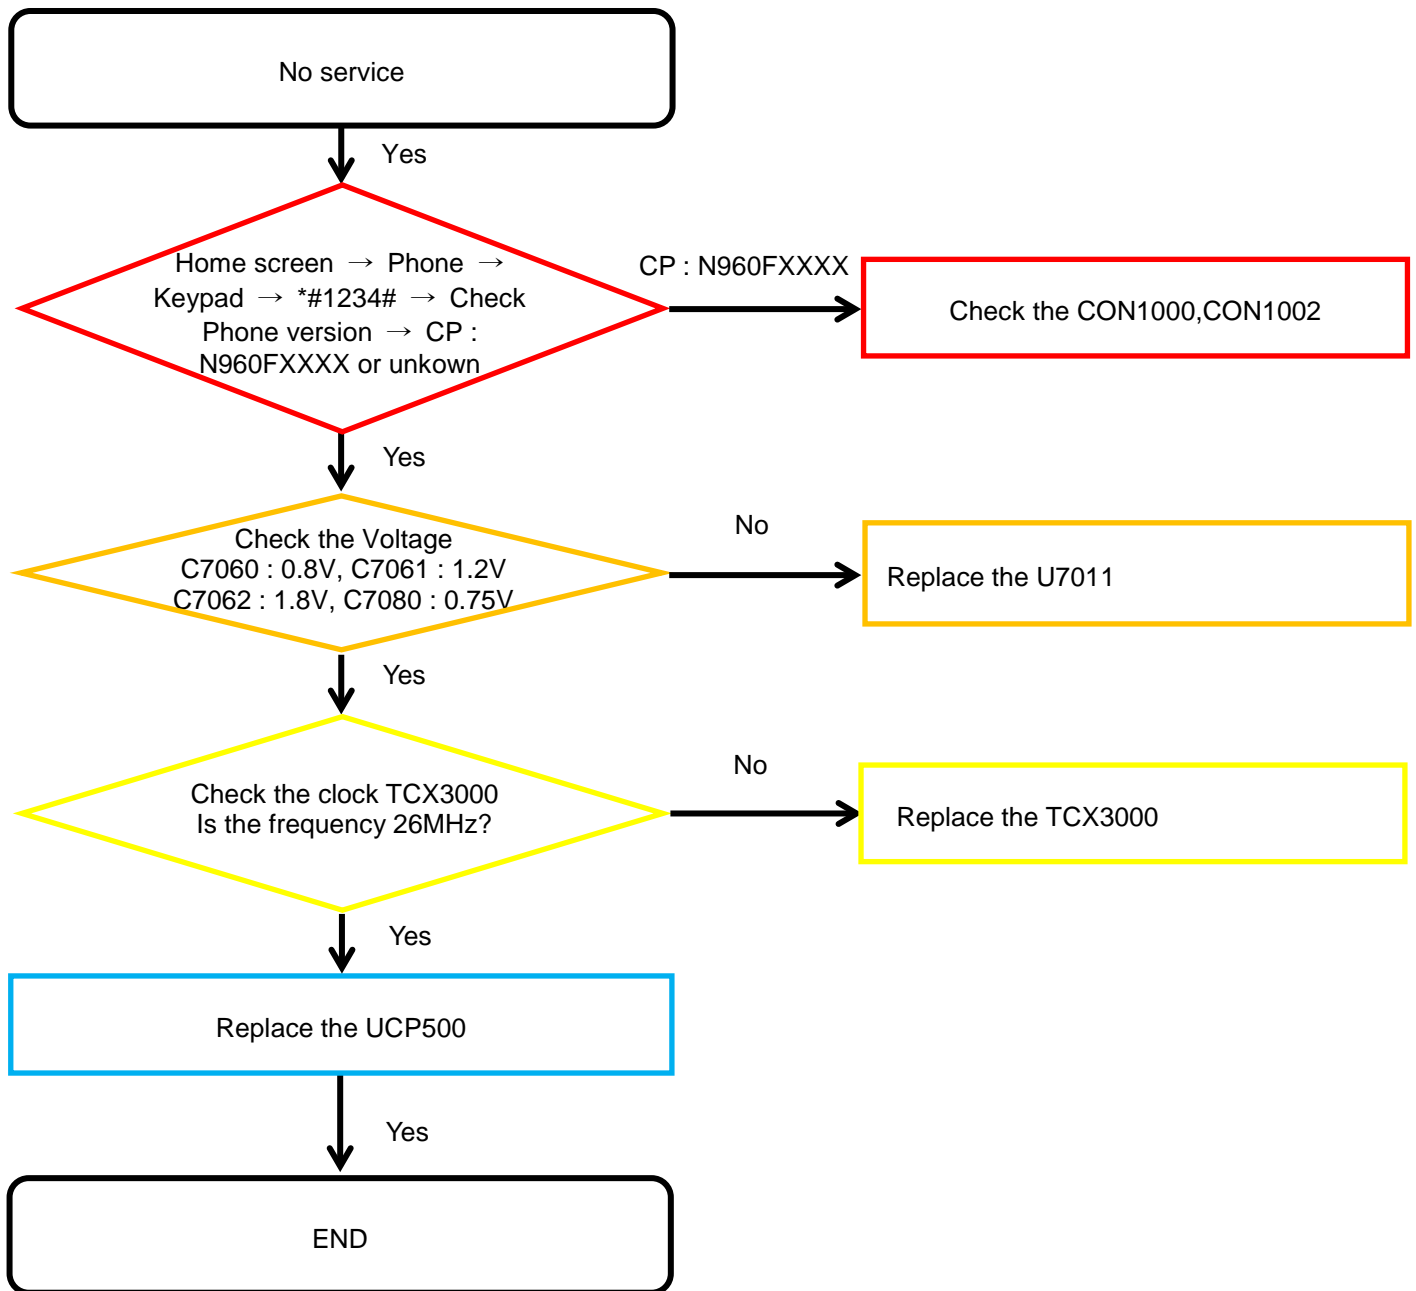 No service
Yes
Home screen → Phone →
Keypad → *#1234# → Check
Phone version → CP :
N960FXXXX or unkown
CP : N960FXXXX
Check the CON1000,CON1002
Yes
Check the Voltage
C7060 : 0.8V, C7061 : 1.2V
C7062 : 1.8V, C7080 : 0.75V
No
Replace the U7011
Yes
Check the clock TCX3000
Is the frequency 26MHz?
No
Replace the TCX3000
Yes
Replace the UCP500
Yes
END